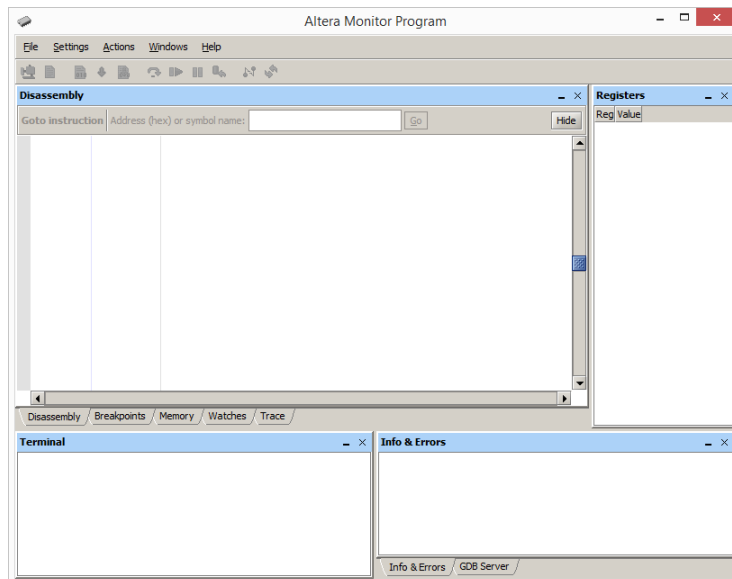 Altera Monitor Program
File Settings Actions Windows Help
Disassembly
Registers
Goto instruction Address (hex) or symbol name: Go Hide
Reg Value
Disassembly Breakpoints Memory Watches Trace
Terminal
Info & Errors
Info & Errors GDB Server